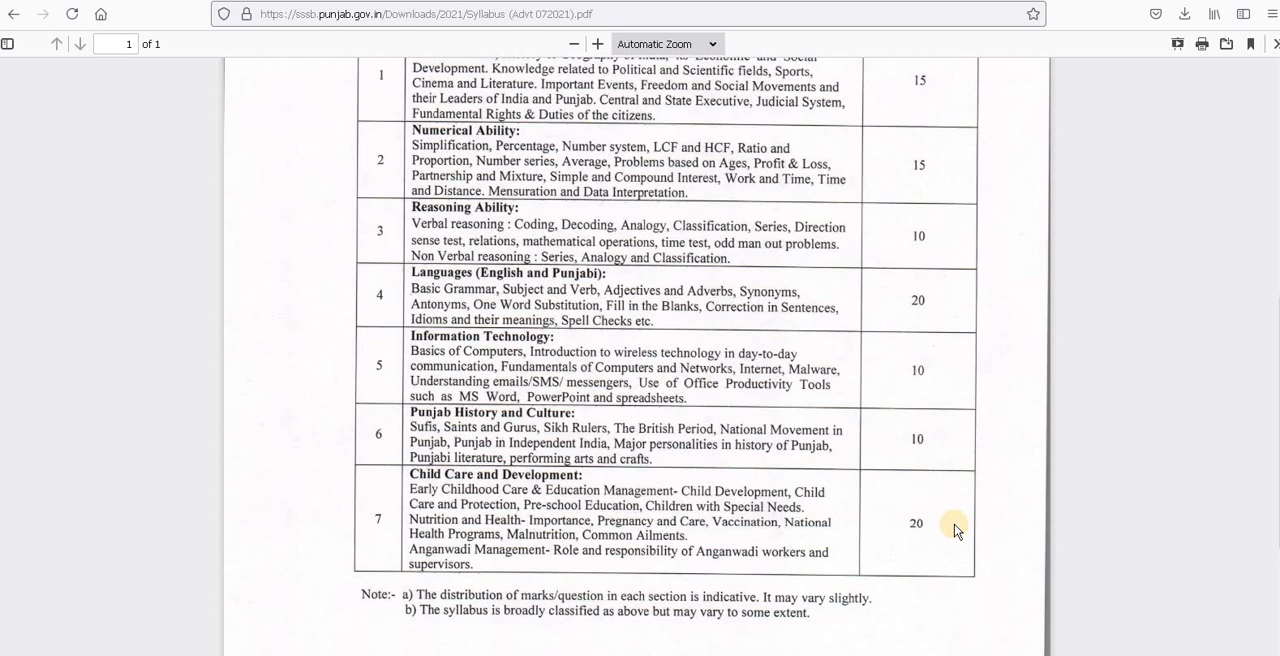 https://sssb.punjab.gov.in/Downloads/2021/Syllabus (Advt 072021).pdf
1 of 1
Automatic Zoom
1
Economic and Social
Development. Knowledge related to Political and Scientific fields, Sports,
Cinema and Literature. Important Events, Freedom and Social Movements and
their Leaders of India and Punjab. Central and State Executive, Judicial System,
Fundamental Rights & Duties of the citizens.
15
2
Numerical Ability:
Simplification, Percentage, Number system, LCF and HCF, Ratio and
Proportion, Number series, Average, Problems based on Ages, Profit & Loss,
Partnership and Mixture, Simple and Compound Interest, Work and Time, Time
and Distance. Mensuration and Data Interpretation.
15
3
Reasoning Ability:
Verbal reasoning : Coding, Decoding, Analogy, Classification, Series, Direction
sense test, relations, mathematical operations, time test, odd man out problems.
Non Verbal reasoning : Series, Analogy and Classification.
10
4
Languages (English and Punjabi):
Basic Grammar, Subject and Verb, Adjectives and Adverbs, Synonyms,
Antonyms, One Word Substitution, Fill in the Blanks, Correction in Sentences,
Idioms and their meanings, Spell Checks etc.
20
5
Information Technology:
Basics of Computers, Introduction to wireless technology in day-to-day
communication, Fundamentals of Computers and Networks, Internet, Malware,
Understanding emails/SMS/ messengers, Use of Office Productivity Tools
such as MS Word, PowerPoint and spreadsheets.
10
6
Punjab History and Culture:
Sufis, Saints and Gurus, Sikh Rulers, The British Period, National Movement in
Punjab, Punjab in Independent India, Major personalities in history of Punjab,
Punjabi literature, performing arts and crafts.
10
7
Child Care and Development:
Early Childhood Care & Education Management- Child Development, Child
Care and Protection, Pre-school Education, Children with Special Needs.
Nutrition and Health- Importance, Pregnancy and Care, Vaccination, National
Health Programs, Malnutrition, Common Ailments.
Anganwadi Management- Role and responsibility of Anganwadi workers and
supervisors.
20
Note:- a) The distribution of marks/question in each section is indicative. It may vary slightly.
b) The syllabus is broadly classified as above but may vary to some extent.